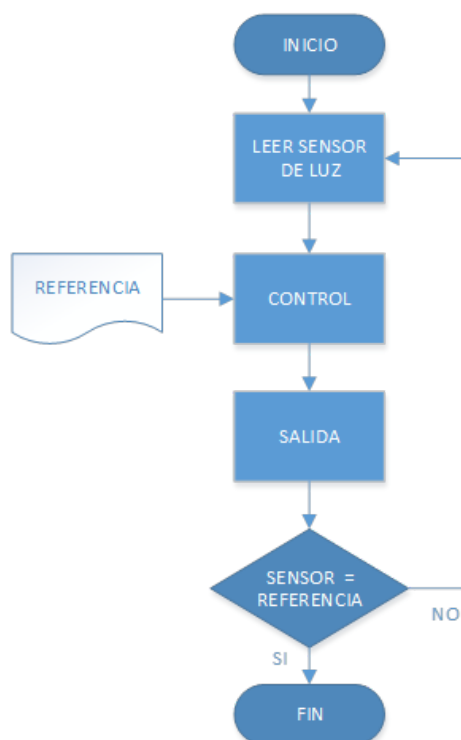 INICIO
LEER SENSOR
DE LUZ
REFERENCIA
CONTROL
SALIDA
SENSOR =
REFERENCIA
NO
SI
FIN